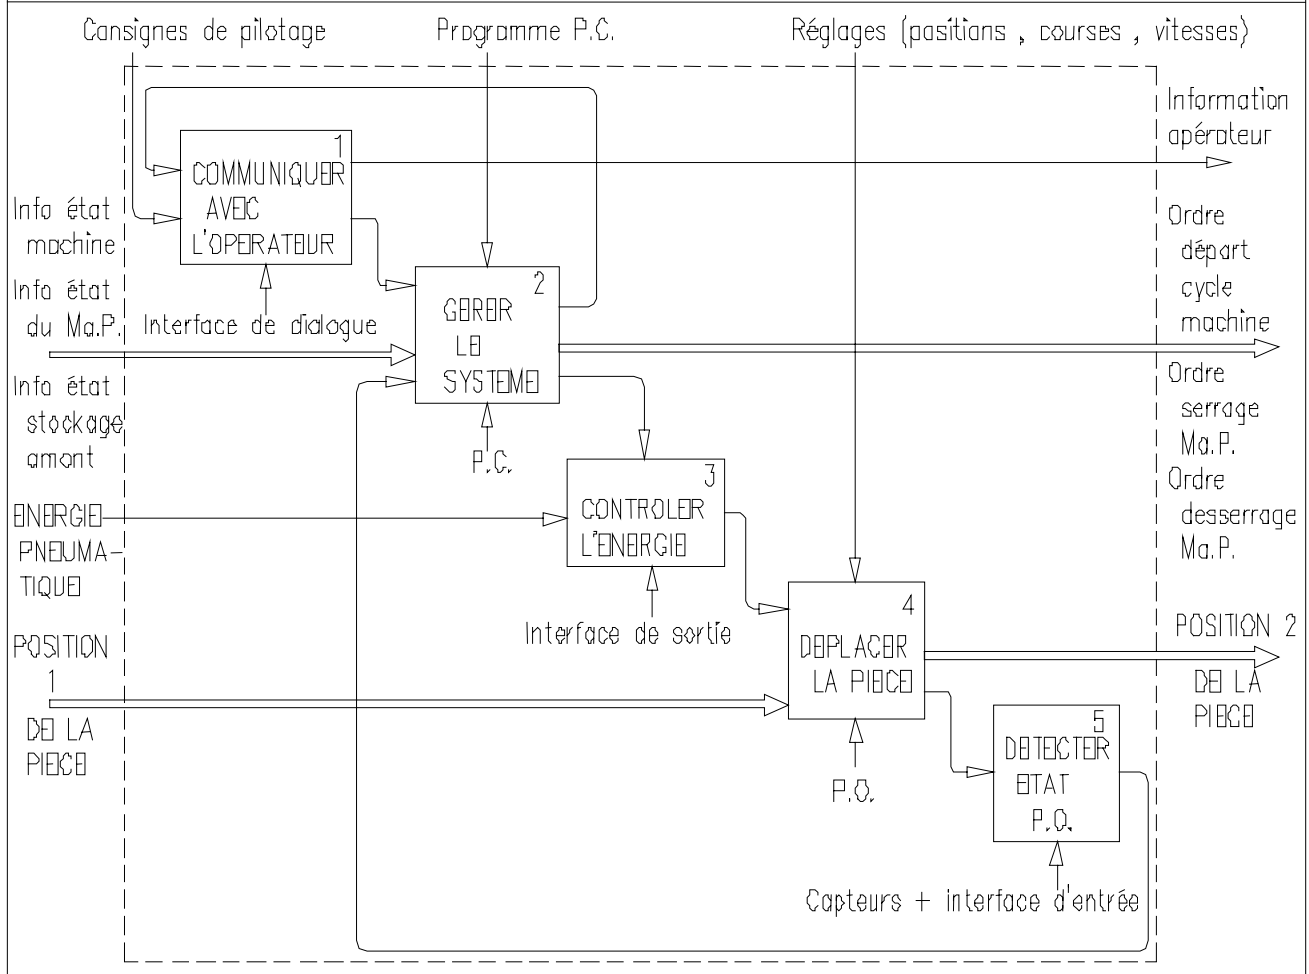 Consignes de pilotage
Programme P.C.
Réglages (positions , courses , vitesses)
Information
opérateur
1
COMMUNIQUER
AVEC
L'OPERATEUR
Info état
machine
Info état
du Ma.P.
Interface de dialogue
Info état
stockage
amont
2
GERER
LE
SYSTEME
P.C.
Ordre
départ
cycle
machine
Ordre
serrage
Ma.P.
Ordre
desserrage
Ma.P.
ENERGIE
PNEUMA-
TIQUE
3
CONTROLER
L'ENERGIE
Interface de sortie
POSITION
1
DE LA
PIECE
4
DEPLACER
LA PIECE
P.O.
POSITION 2
DE LA
PIECE
5
DETECTER
ETAT
P.O.
Capteurs + interface d'entrée